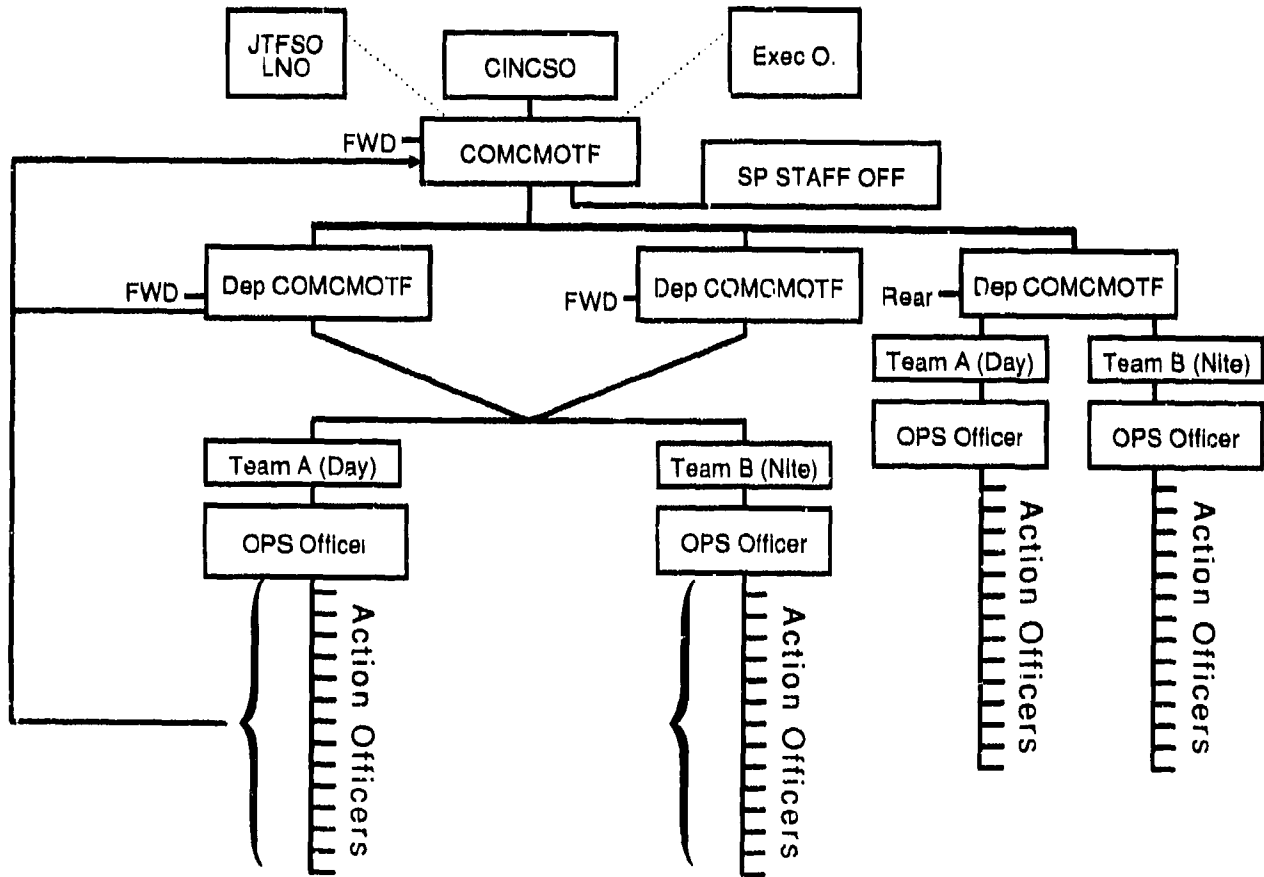 JTFSO
LNO
CINCSO
Exec O.
FWD
COMCMOTF
SP STAFF OFF
FWD
Dep COMCMOTF
FWD
Dep COMCMOTF
Rear
Dep COMCMOTF
Team A (Day)
Team B (Nite)
OPS Officer
OPS Officer
Team A (Day)
Team B (Nite)
OPS Officer
OPS Officer
Action Officers
Action Officers
Action Officers
Action Officers